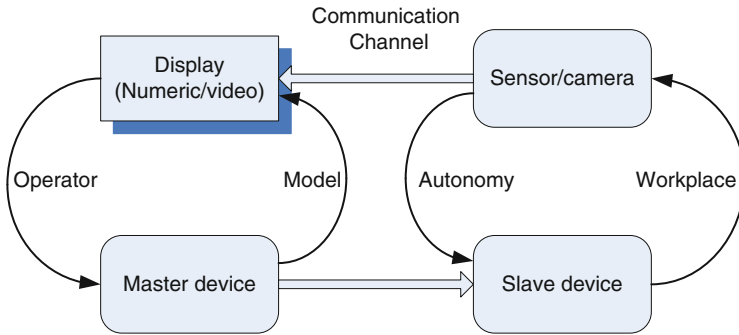 Communication
Channel
Display
(Numeric/video)
Sensor/camera
Operator
Model
Autonomy
Workplace
Master device
Slave device